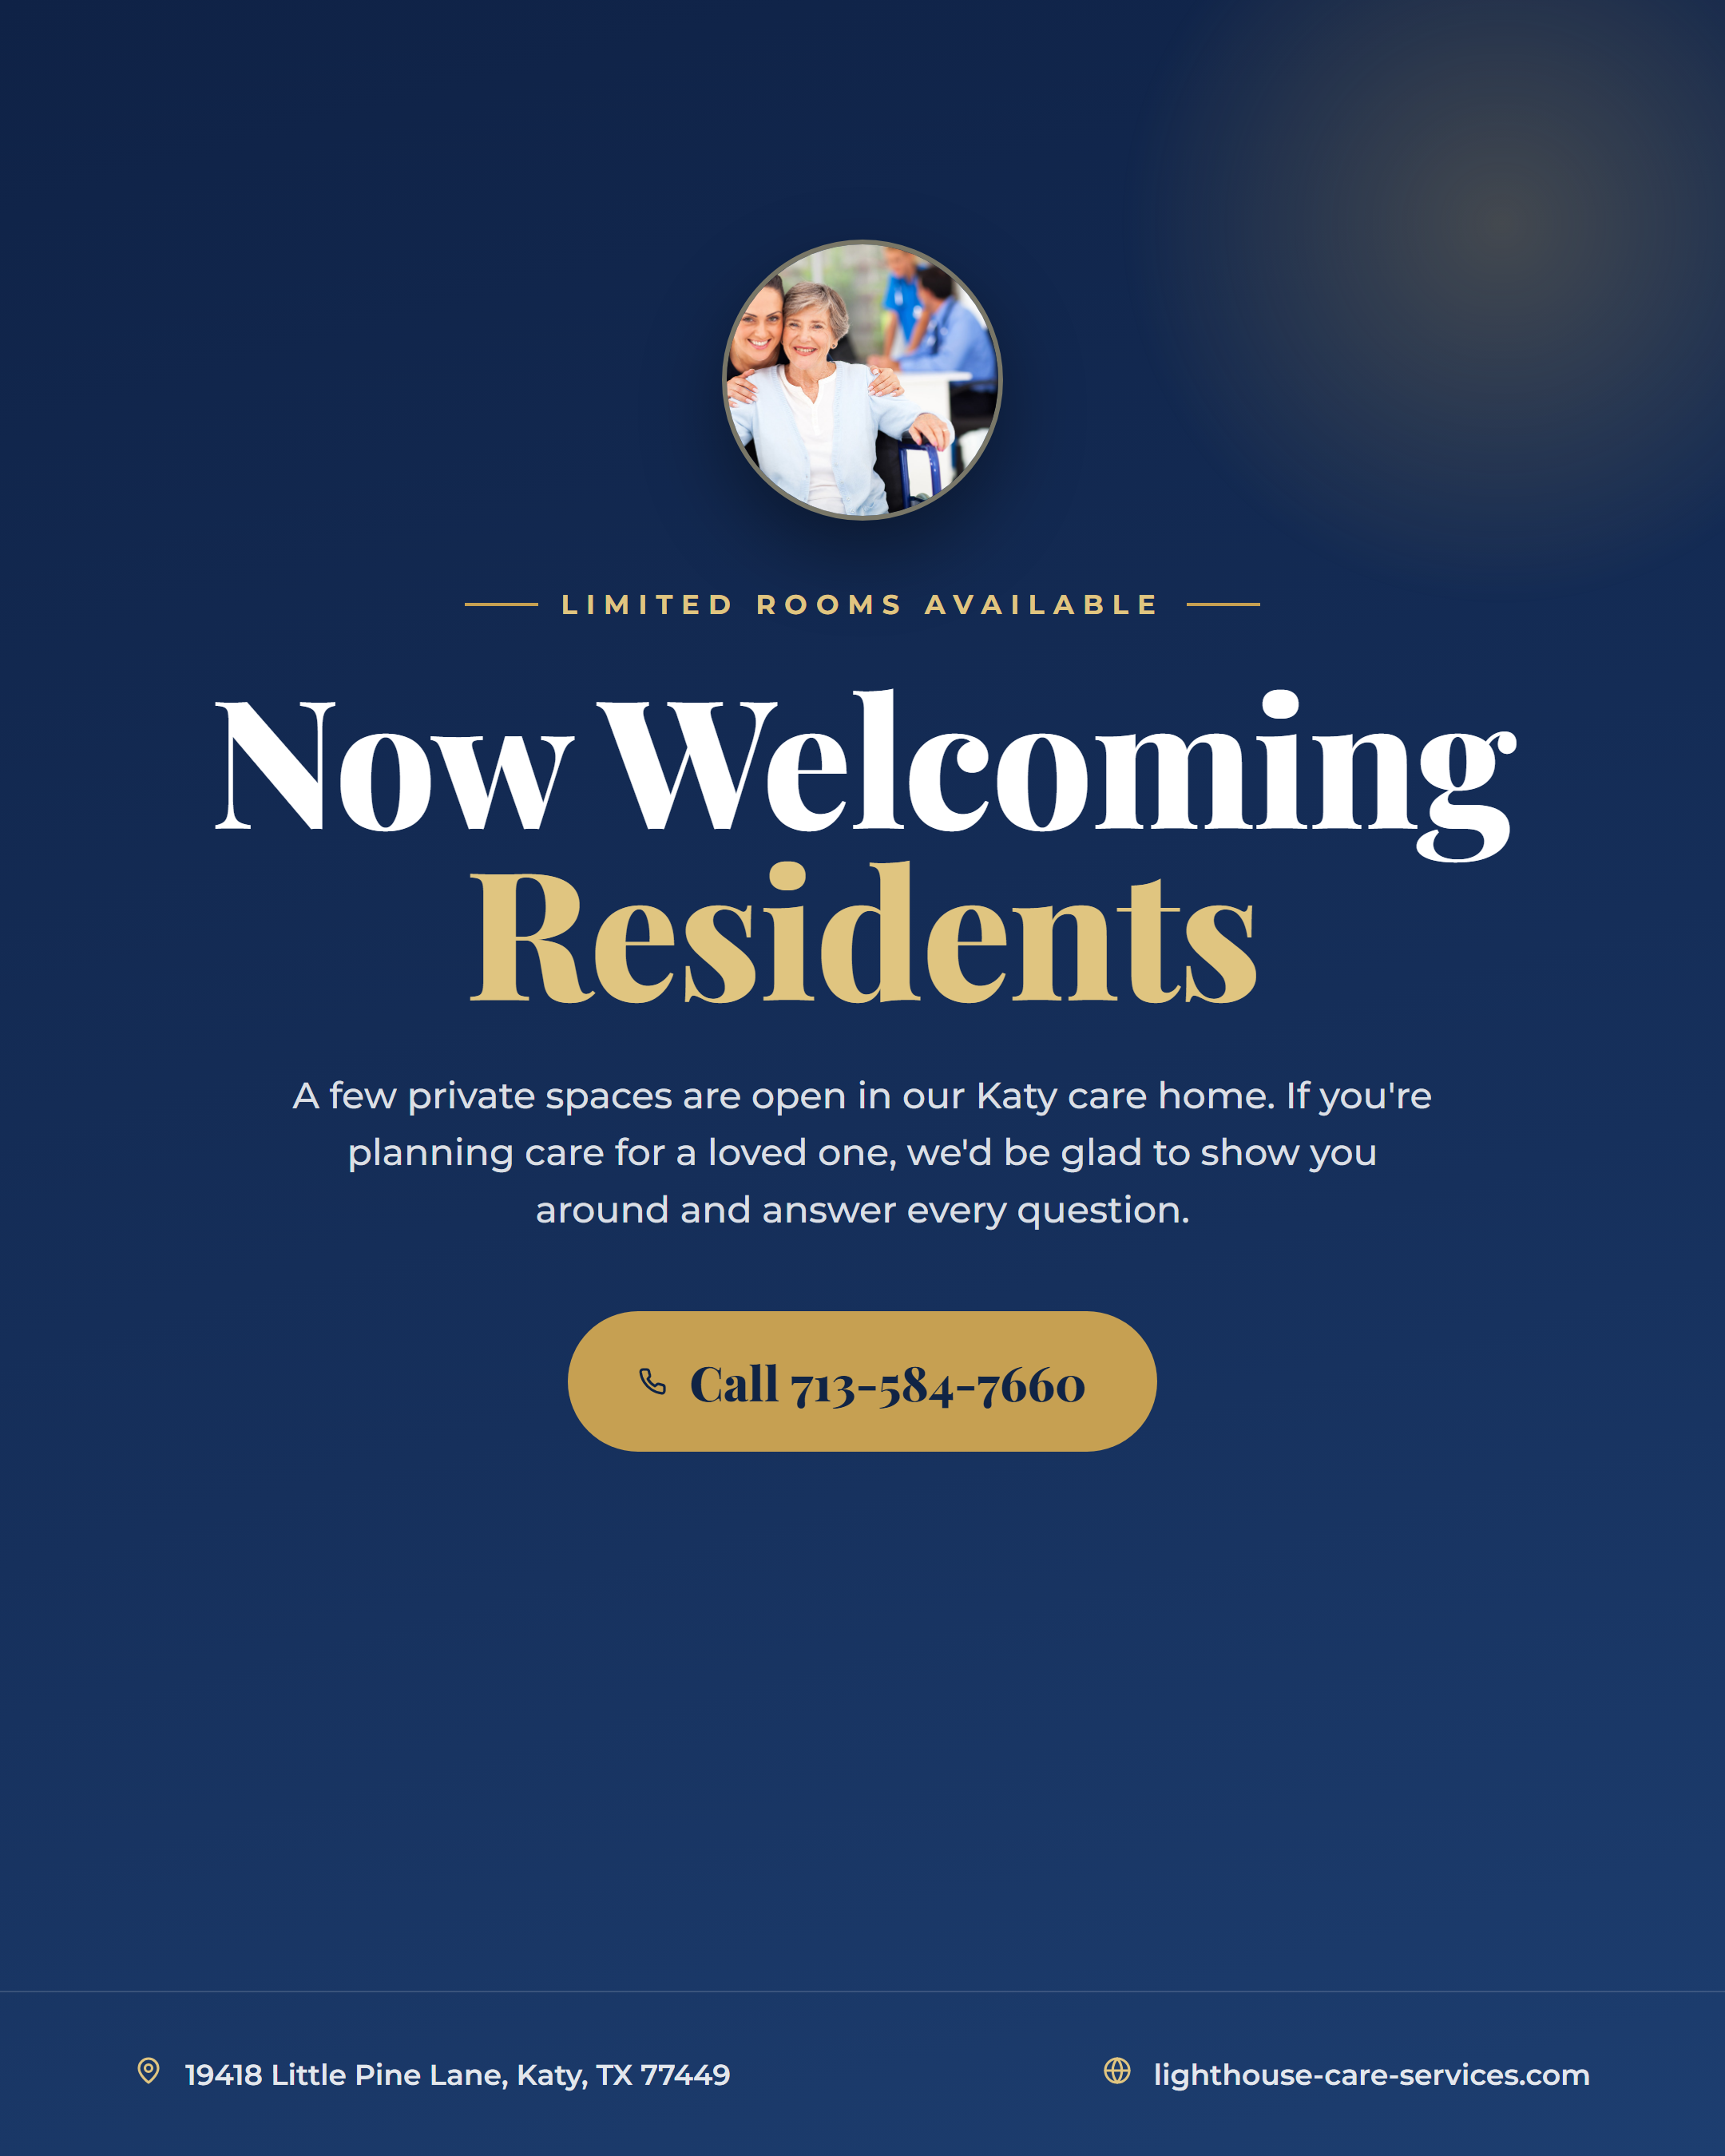 LIMITED ROOMS AVAILABLE
Now Welcoming
Residents
A few private spaces are open in our Katy care home. If you're
planning care for a loved one, we'd be glad to show you
around and answer every question.
Call 713-584-7660
19418 Little Pine Lane, Katy, TX 77449
lighthouse-care-services.com